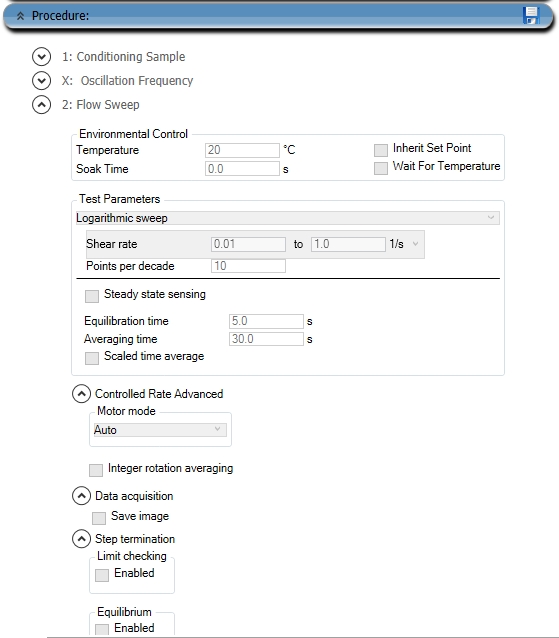 Procedure:
1: Conditioning Sample
X: Oscillation Frequency
2: Flow Sweep
Environmental Control
Temperature 20 °C Inherit Set Point
Soak Time 0.0 s Wait For Temperature
Test Parameters
Logarithmic sweep
Shear rate 0.01 to 1.0 1/s
Points per decade 10
Steady state sensing
Equilibration time 5.0 s
Averaging time 30.0 s
Scaled time average
Controlled Rate Advanced
Motor mode
Auto
Integer rotation averaging
Data acquisition
Save image
Step termination
Limit checking
Enabled
Equilibrium
Enabled